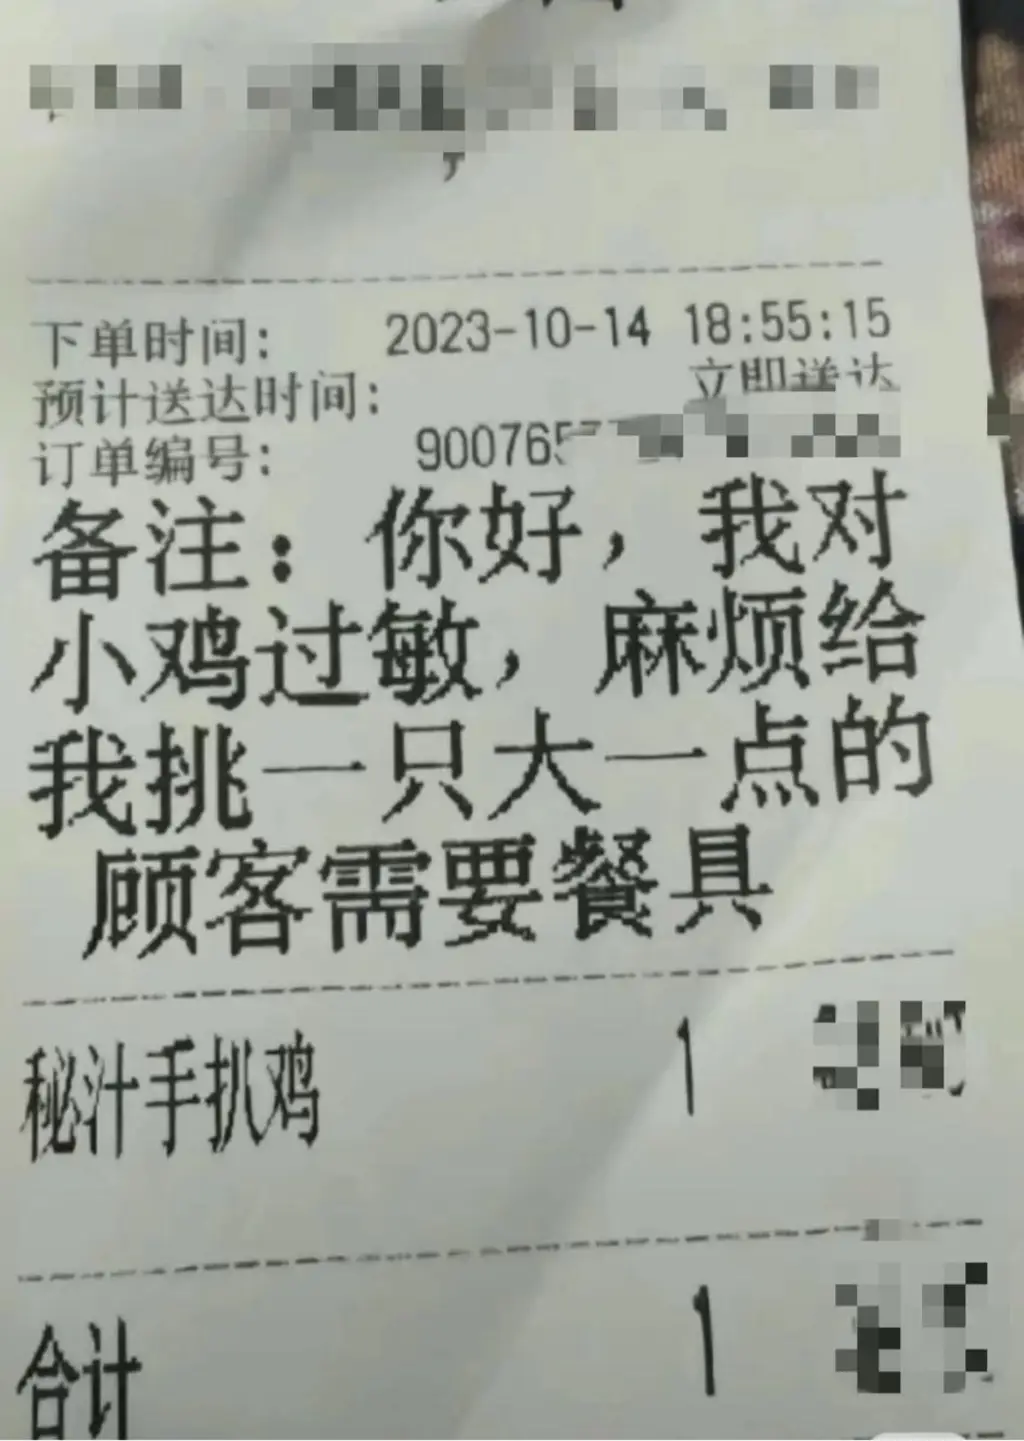 下单时间: 2023-10-14 18:55:15
预计送达时间: 立即送达
订单编号: 90076
备注：你好，我对
小鸡过敏，麻烦给
我挑一只大一点的
顾客需要餐具
秘汁手扒鸡 1
合计 1